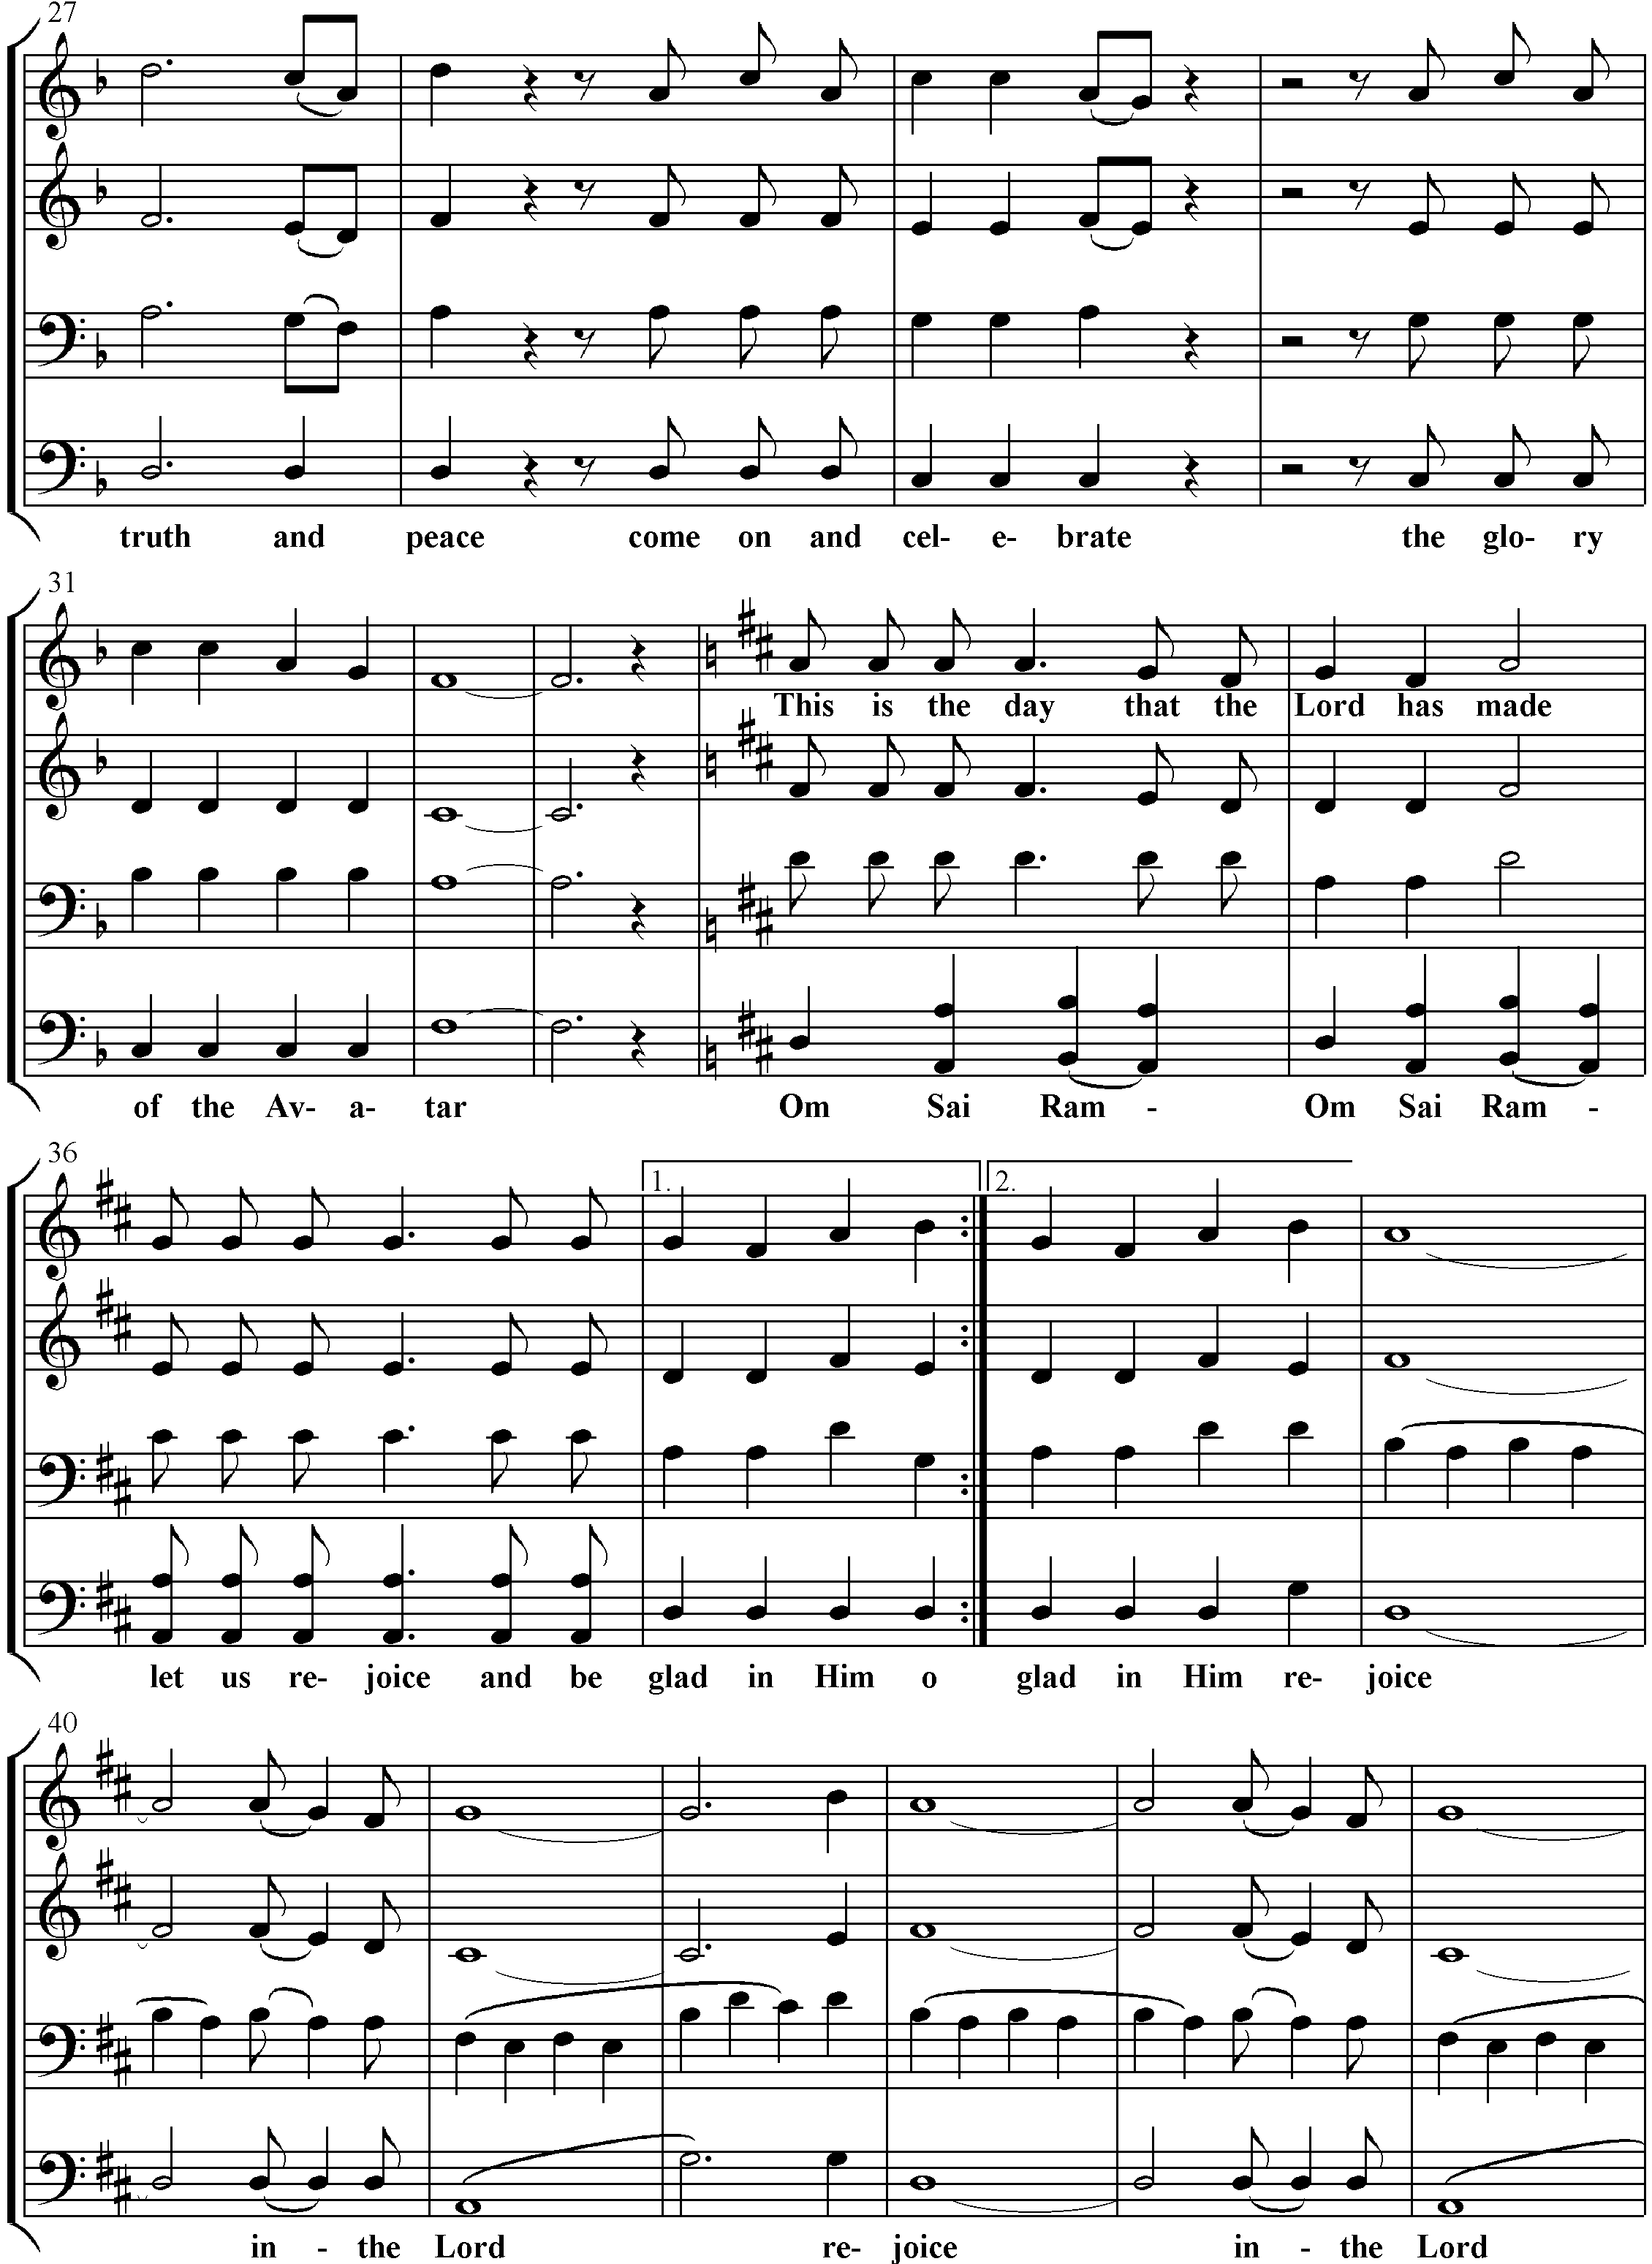 27
truth and peace come on and cel- e- brate the glo- ry
31
This is the day that the Lord has made
of the Av- a- tar Om Sai Ram - Om Sai Ram -
36
1. 2.
let us re- joice and be glad in Him o glad in Him re- joice
40
in - the Lord re- joice in - the Lord